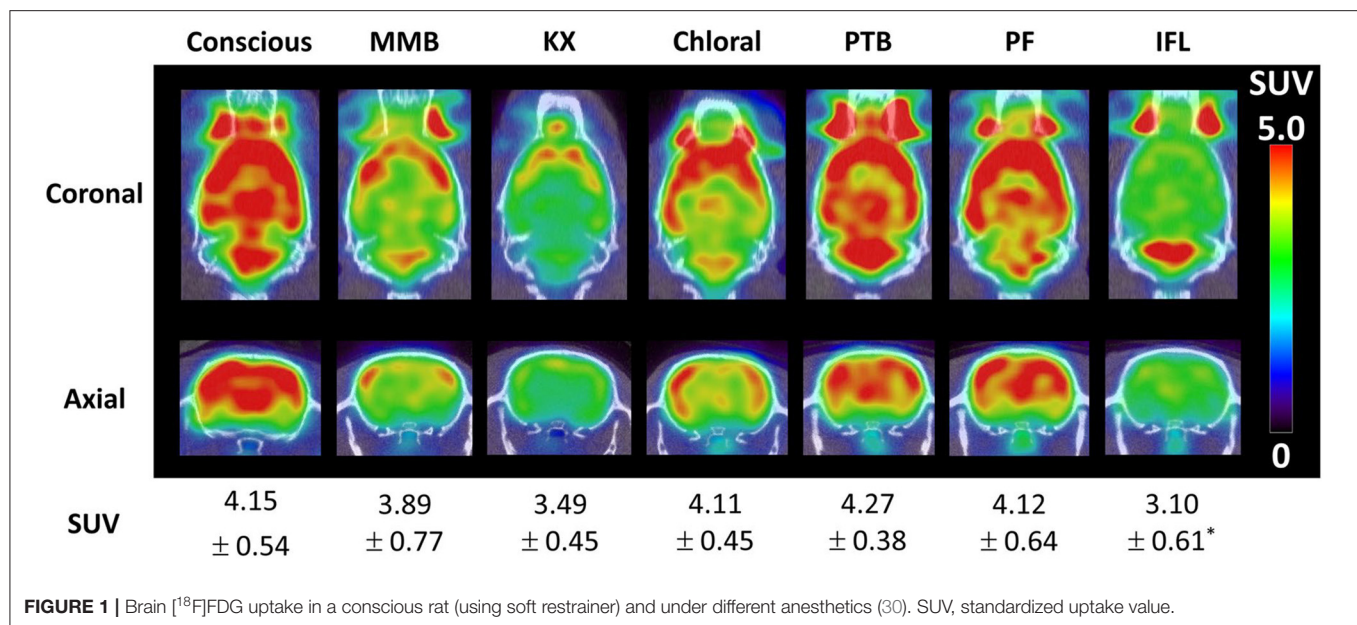 Conscious MMB KX Chloral PTB PF IFL
SUV
5.0
Coronal
Axial
0
SUV 4.15 3.89 3.49 4.11 4.27 4.12 3.10
± 0.54 ± 0.77 ± 0.45 ± 0.45 ± 0.38 ± 0.64 ± 0.61*
FIGURE 1 | Brain [¹⁸F]FDG uptake in a conscious rat (using soft restrainer) and under different anesthetics (30). SUV, standardized uptake value.